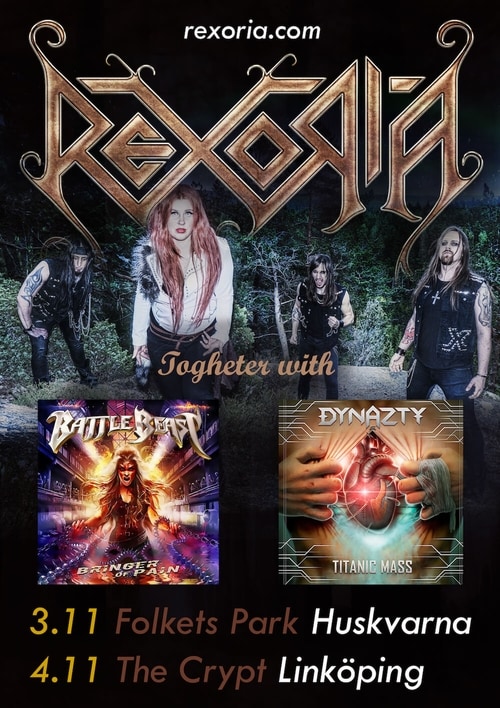 rexoria.com
REXORIA
Togheter with
BATTLE BEAST
BRINGER
OF PAIN
DYNAZTY
TITANIC MASS
3.11 Folkets Park Huskvarna
4.11 The Crypt Linköping